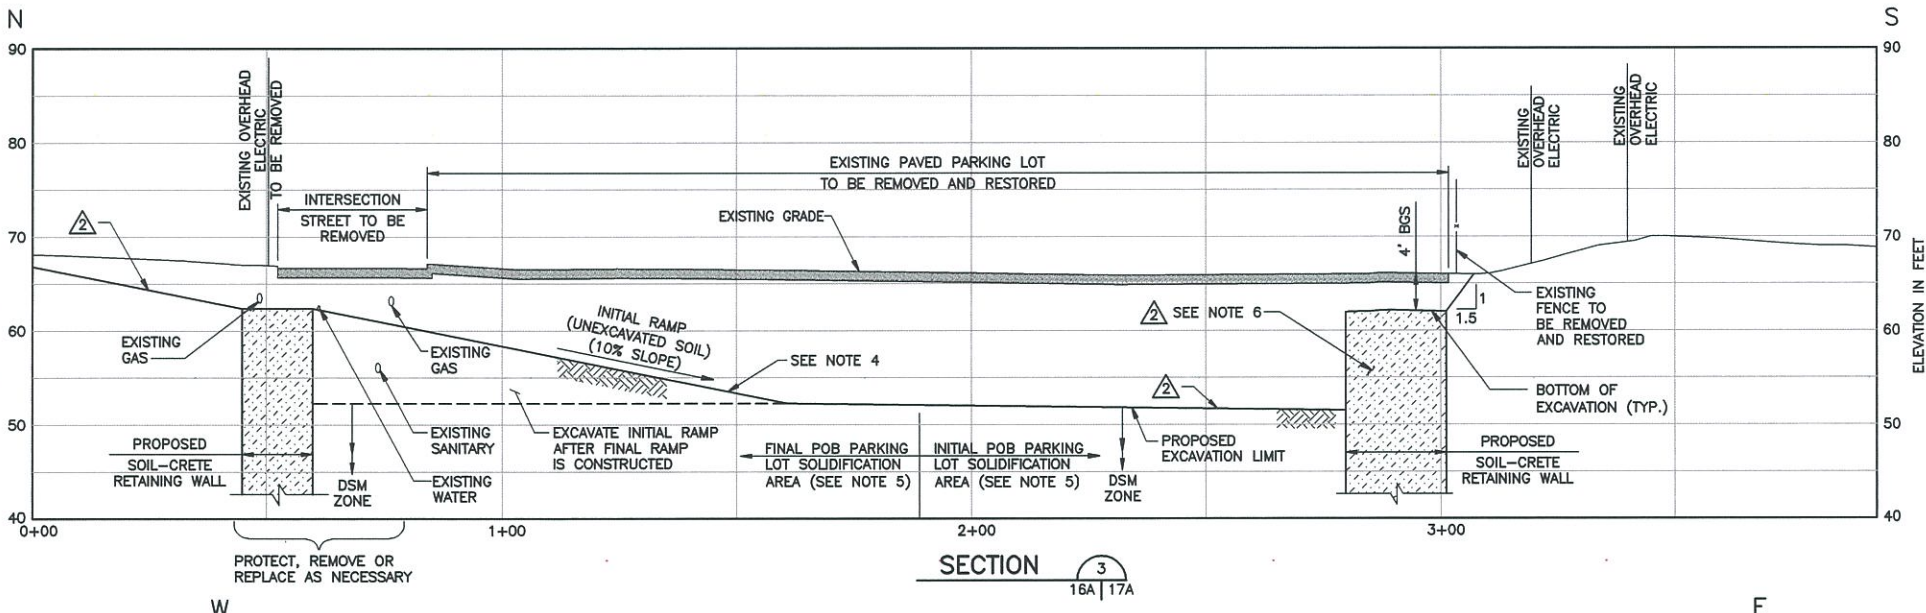 N
S
90
80
70
60
50
40
90
80
70
60
50
40
ELEVATION IN FEET
EXISTING OVERHEAD
ELECTRIC
TO BE REMOVED
INTERSECTION
STREET TO BE
REMOVED
EXISTING PAVED PARKING LOT
TO BE REMOVED AND RESTORED
EXISTING GRADE
4' BGS
EXISTING
OVERHEAD
ELECTRIC
EXISTING
OVERHEAD
ELECTRIC
2
EXISTING
GAS
EXISTING
GAS
INITIAL RAMP
(UNEXCAVATED SOIL)
(10% SLOPE)
SEE NOTE 4
2 SEE NOTE 6
2
1
1.5
EXISTING
FENCE TO
BE REMOVED
AND RESTORED
BOTTOM OF
EXCAVATION (TYP.)
PROPOSED
SOIL-CRETE
RETAINING WALL
DSM
ZONE
EXISTING
SANITARY
EXISTING
WATER
EXCAVATE INITIAL RAMP
AFTER FINAL RAMP
IS CONSTRUCTED
FINAL POB PARKING
LOT SOLIDIFICATION
AREA (SEE NOTE 5)
INITIAL POB PARKING
LOT SOLIDIFICATION
AREA (SEE NOTE 5)
DSM
ZONE
PROPOSED
EXCAVATION LIMIT
PROPOSED
SOIL-CRETE
RETAINING WALL
0+00
1+00
2+00
3+00
PROTECT, REMOVE OR
REPLACE AS NECESSARY
SECTION
3
16A 17A
W